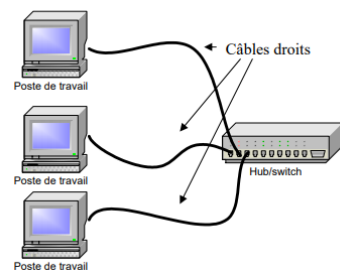 Câbles droits
Poste de travail
Poste de travail
Hub/switch
Poste de travail